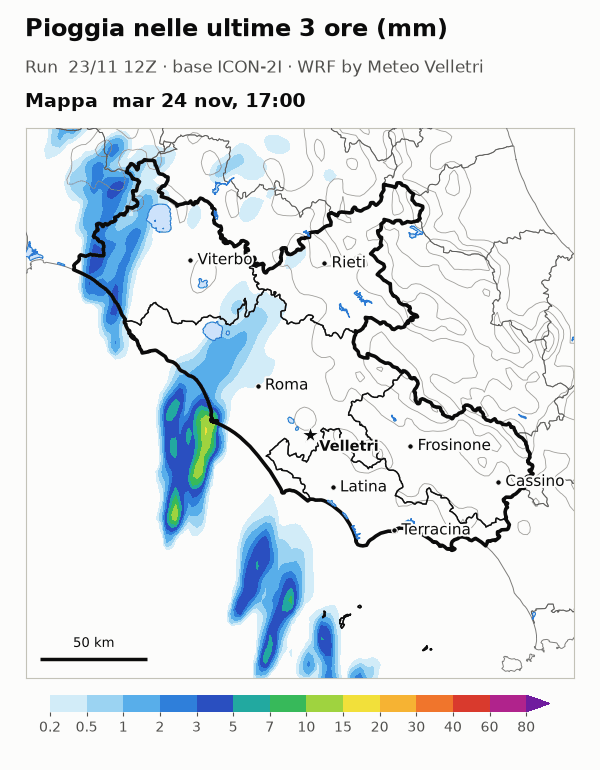 Pioggia nelle ultime 3 ore (mm)
Run  23/11 12Z · base ICON-2I · WRF by Meteo Velletri
Mappa  mar 24 nov, 17:00
Viterbo
Rieti
Roma
Velletri
Frosinone
Cassino
Latina
Terracina
50 km
0.2 0.5 1 2 3 5 7 10 15 20 30 40 60 80